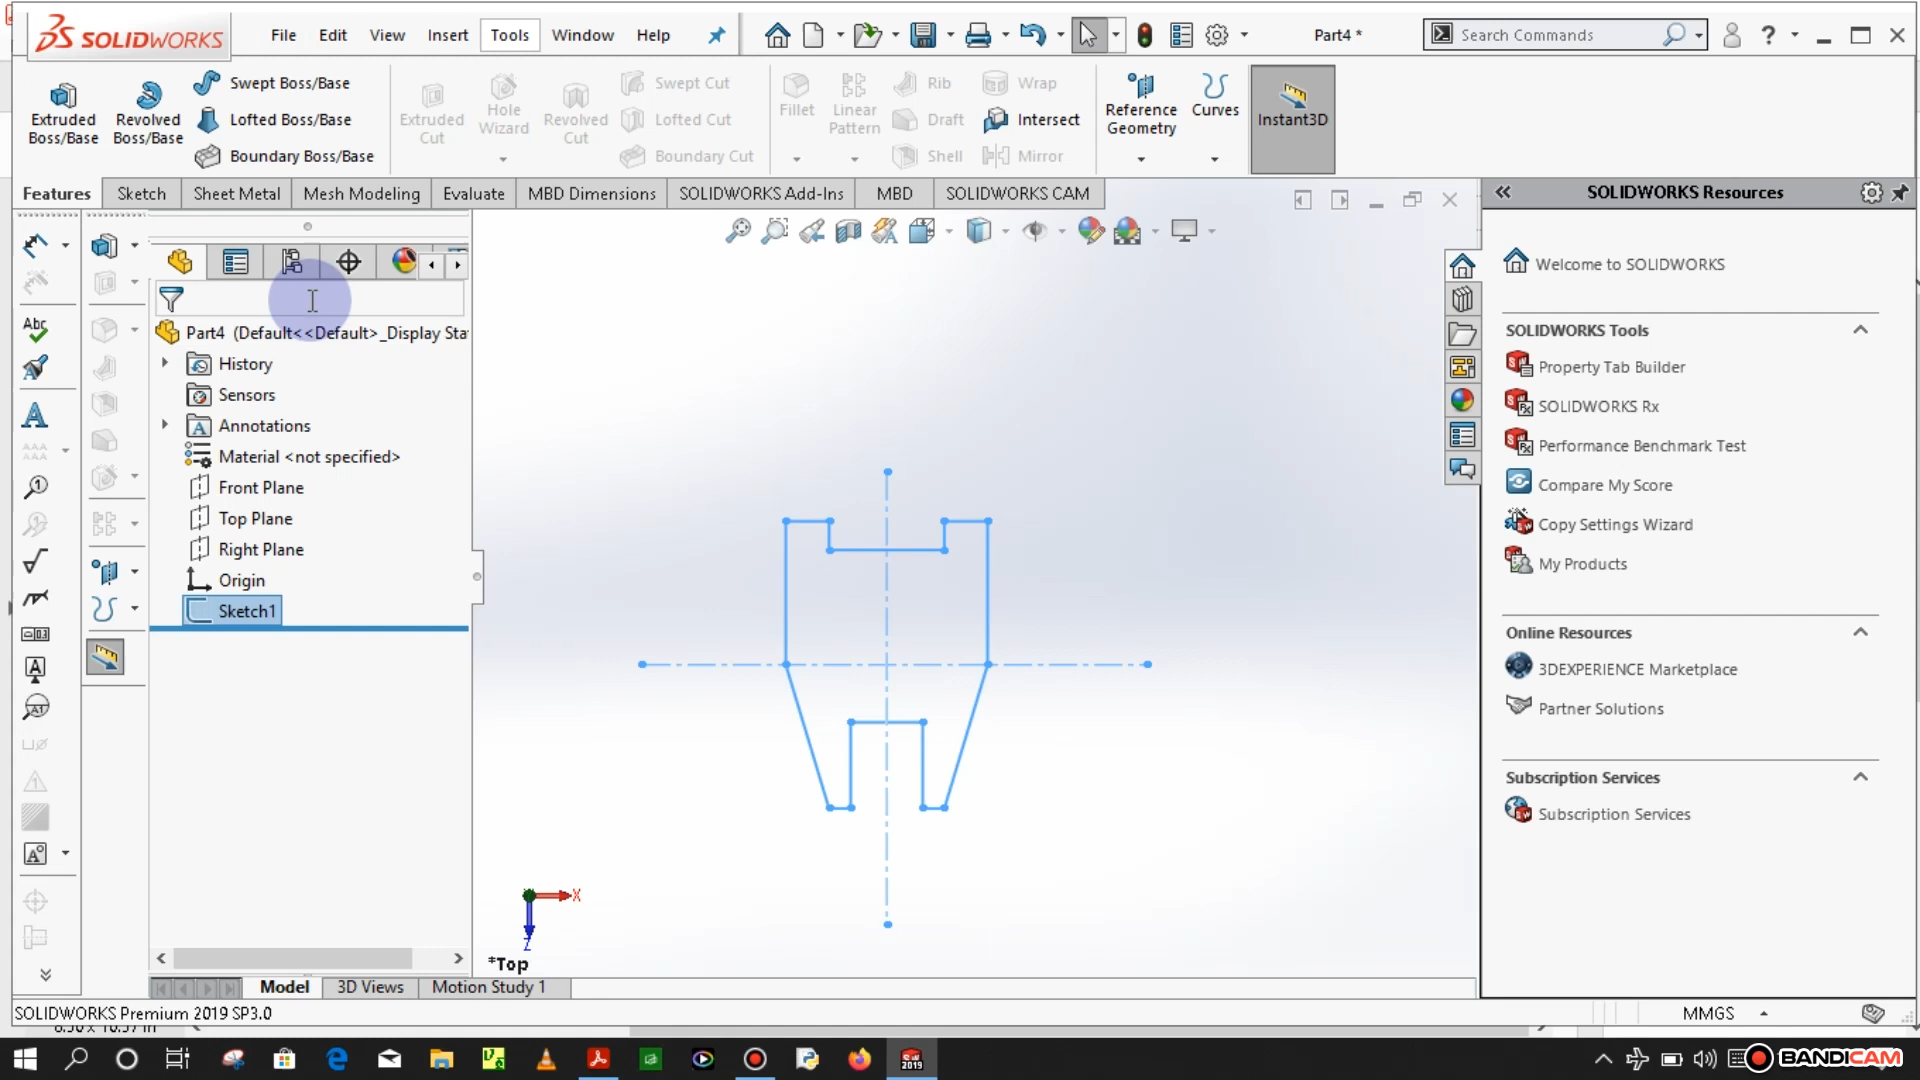 SOLIDWORKS
File Edit View Insert Tools Window Help
Part4 *
Search Commands
?
Extruded Boss/Base
Revolved Boss/Base
Swept Boss/Base
Lofted Boss/Base
Boundary Boss/Base
Extruded Cut
Hole Wizard
Revolved Cut
Swept Cut
Lofted Cut
Boundary Cut
Fillet
Linear Pattern
Rib
Draft
Shell
Wrap
Intersect
Mirror
Reference Geometry
Curves
Instant3D
Features Sketch Sheet Metal Mesh Modeling Evaluate MBD Dimensions SOLIDWORKS Add-Ins MBD SOLIDWORKS CAM
Part4 (Default<<Default>_Display Sta
History
Sensors
Annotations
Material <not specified>
Front Plane
Top Plane
Right Plane
Origin
Sketch1
X
Z
*Top
Model 3D Views Motion Study 1
SOLIDWORKS Premium 2019 SP3.0
MMGS
SOLIDWORKS Resources
Welcome to SOLIDWORKS
SOLIDWORKS Tools
Property Tab Builder
SOLIDWORKS Rx
Performance Benchmark Test
Compare My Score
Copy Settings Wizard
My Products
Online Resources
3DEXPERIENCE Marketplace
Partner Solutions
Subscription Services
Subscription Services
BANDICAM